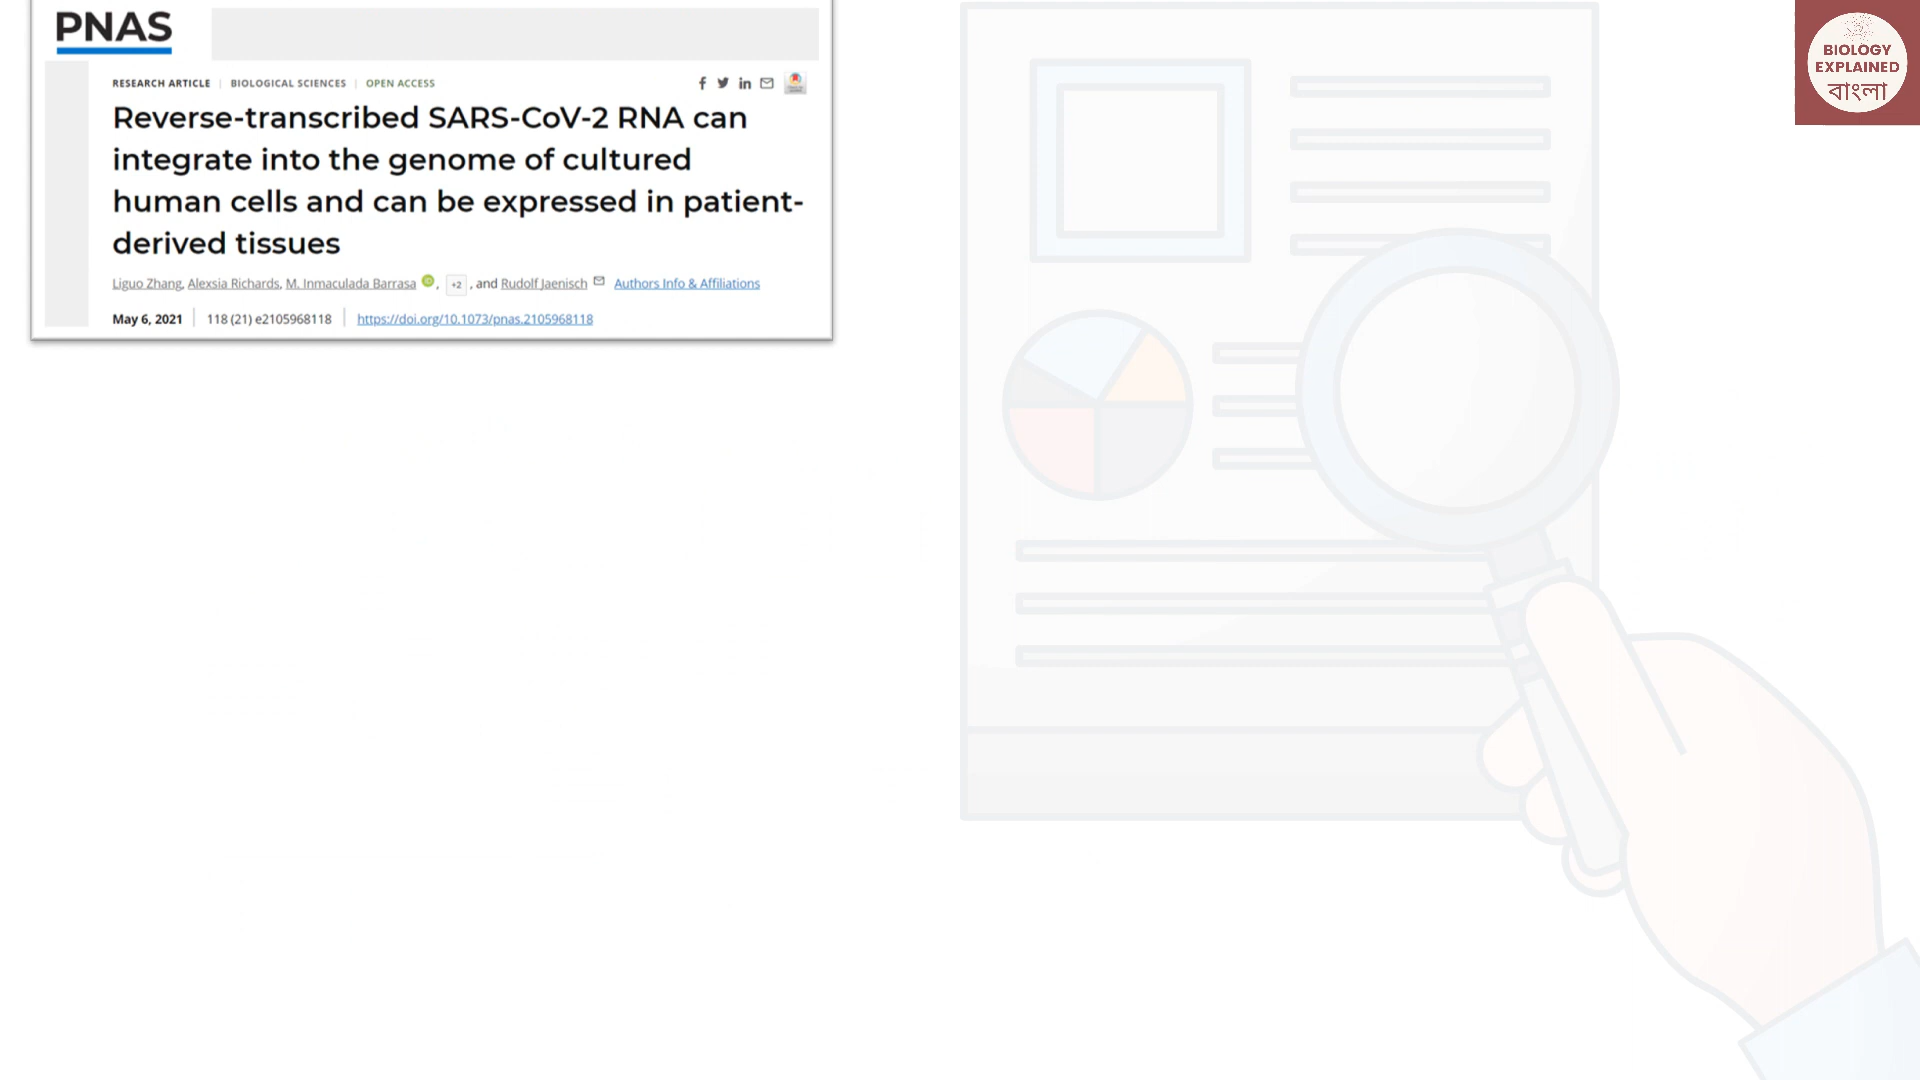 PNAS
RESEARCH ARTICLE | BIOLOGICAL SCIENCES | OPEN ACCESS
Reverse-transcribed SARS-CoV-2 RNA can
integrate into the genome of cultured
human cells and can be expressed in patient-
derived tissues
Liguo Zhang, Alexsia Richards, M. Inmaculada Barrasa, +2, and Rudolf Jaenisch Authors Info & Affiliations
May 6, 2021 | 118 (21) e2105968118 | https://doi.org/10.1073/pnas.2105968118
BIOLOGY
EXPLAINED
বাংলা